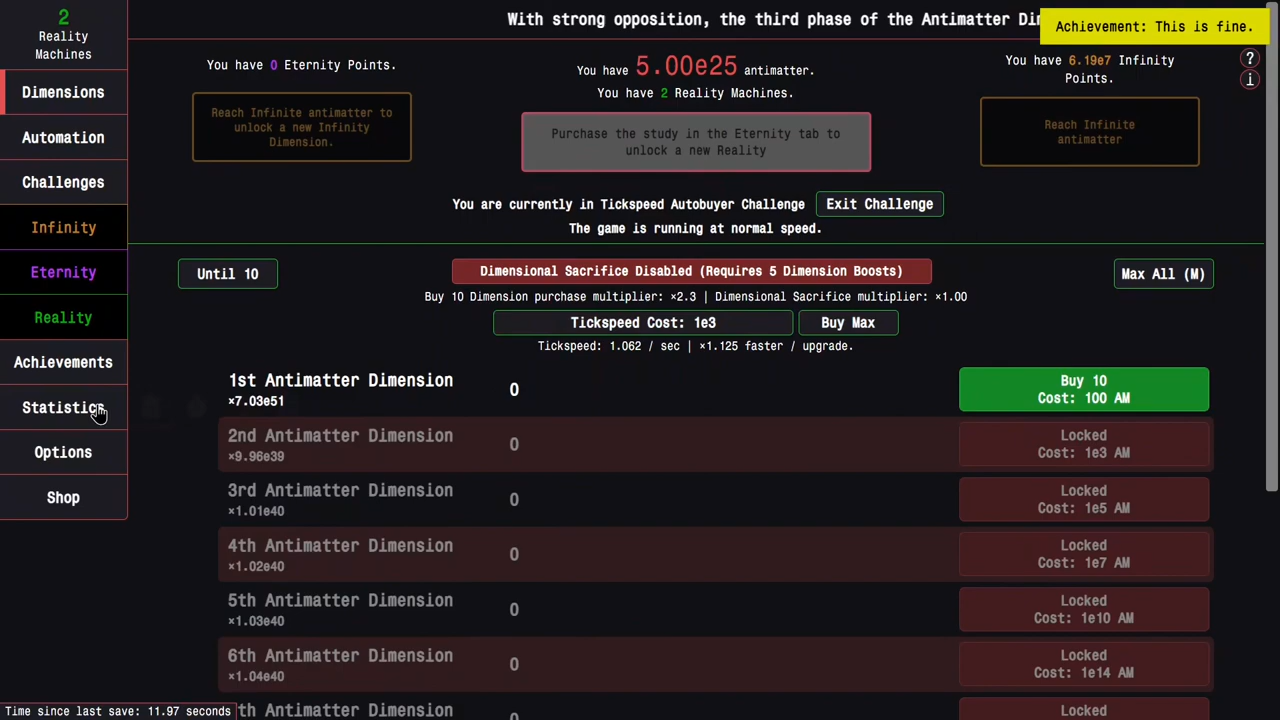 2
Reality
Machines
Dimensions
Automation
Challenges
Infinity
Eternity
Reality
Achievements
Statistics
Options
Shop
Time since last save: 11.97 seconds
With strong opposition, the third phase of the Antimatter Di
Achievement: This is fine.
You have 0 Eternity Points.
Reach Infinite antimatter to
unlock a new Infinity
Dimension.
You have 5.00e25 antimatter.
You have 2 Reality Machines.
Purchase the study in the Eternity tab to
unlock a new Reality
You have 6.19e7 Infinity
Points.
Reach Infinite
antimatter
?
i
You are currently in Tickspeed Autobuyer Challenge
Exit Challenge
The game is running at normal speed.
Until 10
Dimensional Sacrifice Disabled (Requires 5 Dimension Boosts)
Max All (M)
Buy 10 Dimension purchase multiplier: ×2.3 | Dimensional Sacrifice multiplier: ×1.00
Tickspeed Cost: 1e3
Buy Max
Tickspeed: 1.062 / sec | ×1.125 faster / upgrade.
1st Antimatter Dimension
×7.03e51
0
Buy 10
Cost: 100 AM
2nd Antimatter Dimension
×9.96e39
0
Locked
Cost: 1e3 AM
3rd Antimatter Dimension
×1.01e40
0
Locked
Cost: 1e5 AM
4th Antimatter Dimension
×1.02e40
0
Locked
Cost: 1e7 AM
5th Antimatter Dimension
×1.03e40
0
Locked
Cost: 1e10 AM
6th Antimatter Dimension
×1.04e40
0
Locked
Cost: 1e14 AM
th Antimatter Dimension
Locked